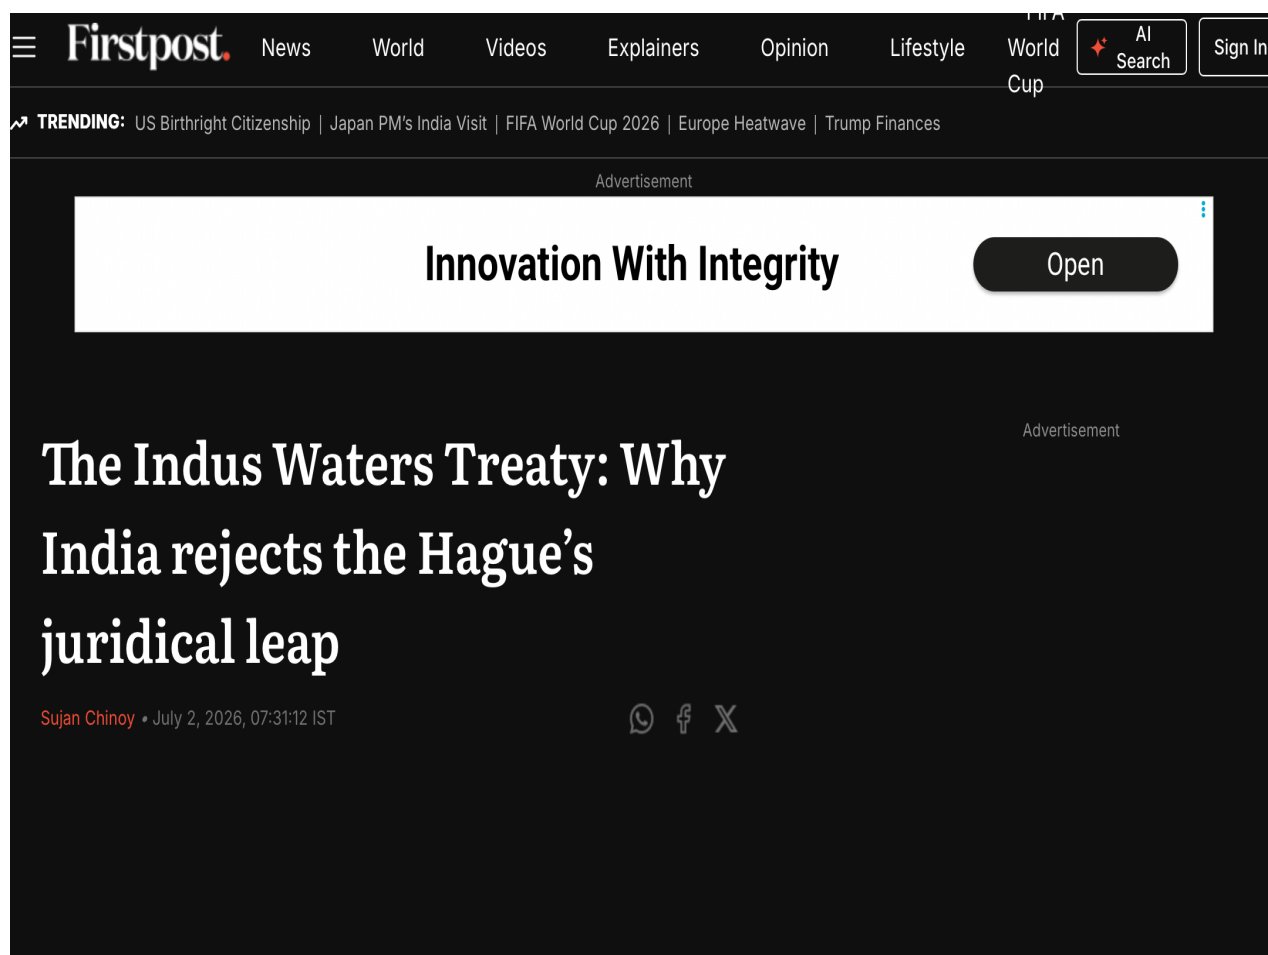 Firstpost.
News
World
Videos
Explainers
Opinion
Lifestyle
FIFA
World
Cup
AI
Search
Sign In
TRENDING: US Birthright Citizenship | Japan PM’s India Visit | FIFA World Cup 2026 | Europe Heatwave | Trump Finances
Advertisement
Innovation With Integrity
Open
Advertisement
The Indus Waters Treaty: Why
India rejects the Hague’s
juridical leap
Sujan Chinoy • July 2, 2026, 07:31:12 IST